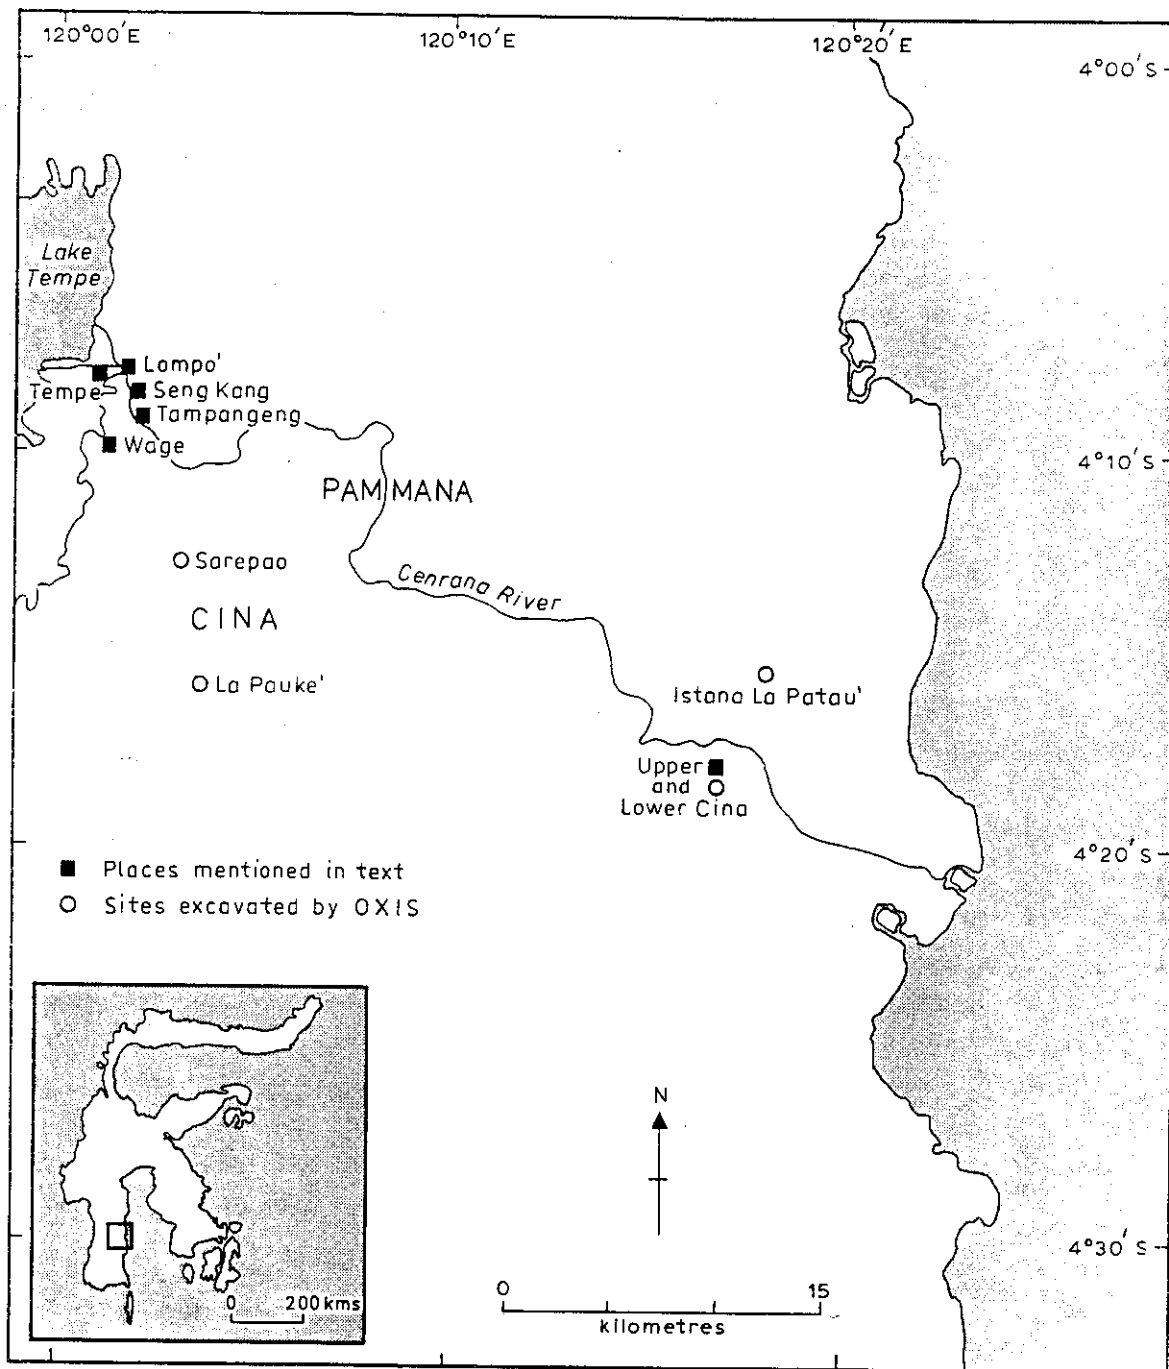 120°00'E
120°10'E
120°20'E
4°00'S
Lake
Tempe
Lampo'
Tempe
Seng Kang
Tampangeng
Wage
4°10'S
PAMMANA
Sarepao
Cenrana River
CINA
La Pauke'
Istana La Patau'
Upper
and
Lower Cina
4°20'S
Places mentioned in text
Sites excavated by OXIS
N
4°30'S
0 15
kilometres
0 200 kms